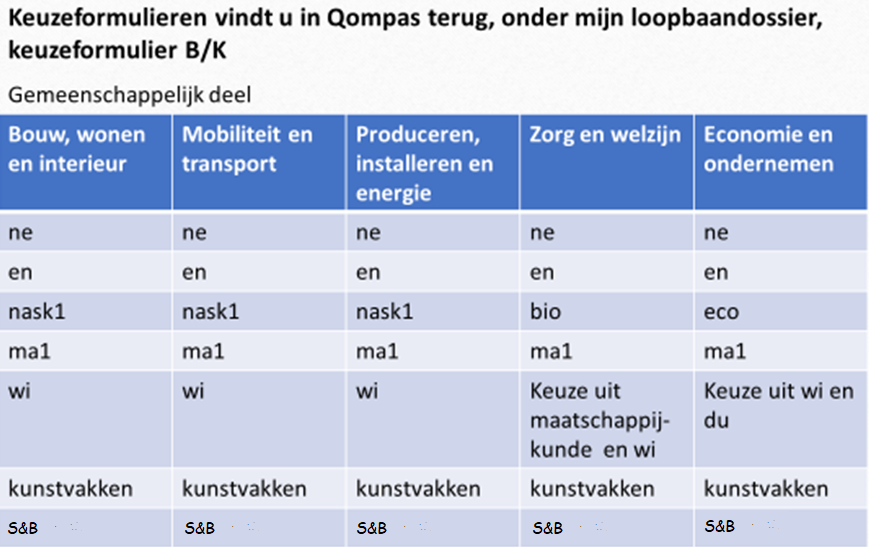 Keuzeformulieren vindt u in Qompas terug, onder mijn loopbaandossier,
keuzeformulier B/K
Gemeenschappelijk deel
Bouw, wonen en interieur Mobiliteit en transport Produceren, installeren en energie Zorg en welzijn Economie en ondernemen
ne ne ne ne ne
en en en en en
nask1 nask1 nask1 bio eco
ma1 ma1 ma1 ma1 ma1
wi wi wi Keuze uit maatschappij-kunde en wi Keuze uit wi en du
kunstvakken kunstvakken kunstvakken kunstvakken kunstvakken
S&B S&B S&B S&B S&B